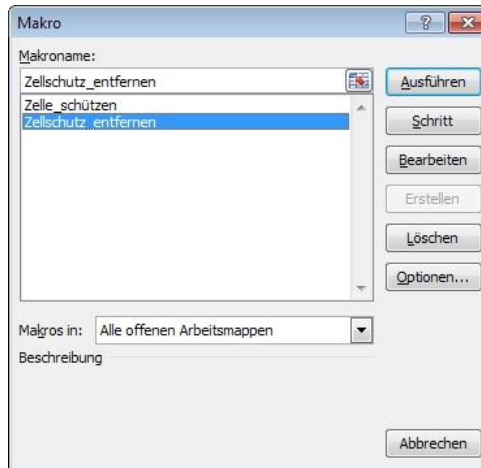 Makro
Makroname:
Zellschutz_entfernen
Zelle_schützen
Zellschutz_entfernen
Ausführen
Schritt
Bearbeiten
Erstellen
Löschen
Optionen...
Makros in: Alle offenen Arbeitsmappen
Beschreibung
Abbrechen